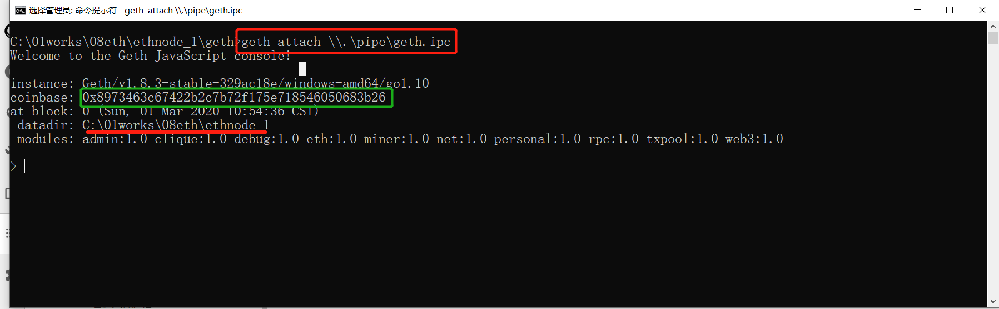 选择管理员: 命令提示符 - geth  attach \\.\pipe\geth.ipc
C:\01works\08eth\ethnode_1\geth>geth attach \\.\pipe\geth.ipc
Welcome to the Geth JavaScript console!
instance: Geth/v1.8.3-stable-329ac18e/windows-amd64/go1.10
coinbase: 0x8973463c67422b2c7b72f175e718546050683b26
at block: 0 (Sun, 01 Mar 2020 10:54:36 CST)
datadir: C:\01works\08eth\ethnode_1
modules: admin:1.0 clique:1.0 debug:1.0 eth:1.0 miner:1.0 net:1.0 personal:1.0 rpc:1.0 txpool:1.0 web3:1.0
>